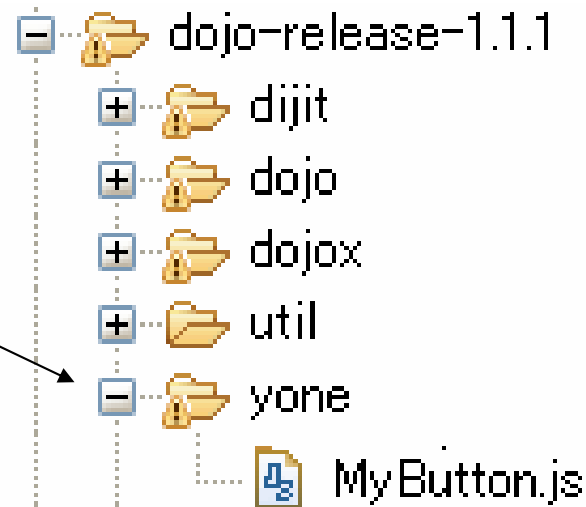 dojo-release-1.1.1
dijit
dojo
dojox
util
yone
MyButton.js